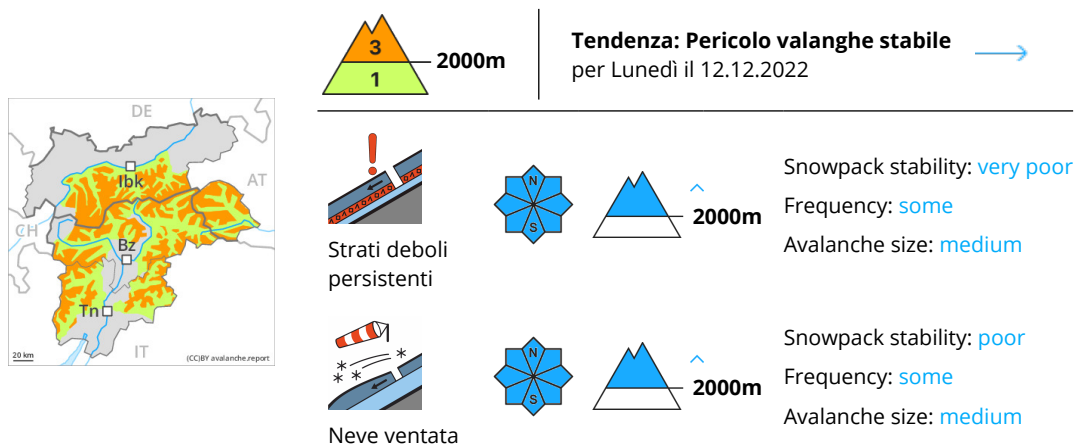 3
1
2000m
Tendenza: Pericolo valanghe stabile
per Lunedì il 12.12.2022
DE
AT
CH
IT
Ibk
Bz
Tn
20 km
(CC)BY avalanche.report
N
S
2000m
Strati deboli
persistenti
Snowpack stability: very poor
Frequency: some
Avalanche size: medium
N
S
2000m
Neve ventata
Snowpack stability: poor
Frequency: some
Avalanche size: medium